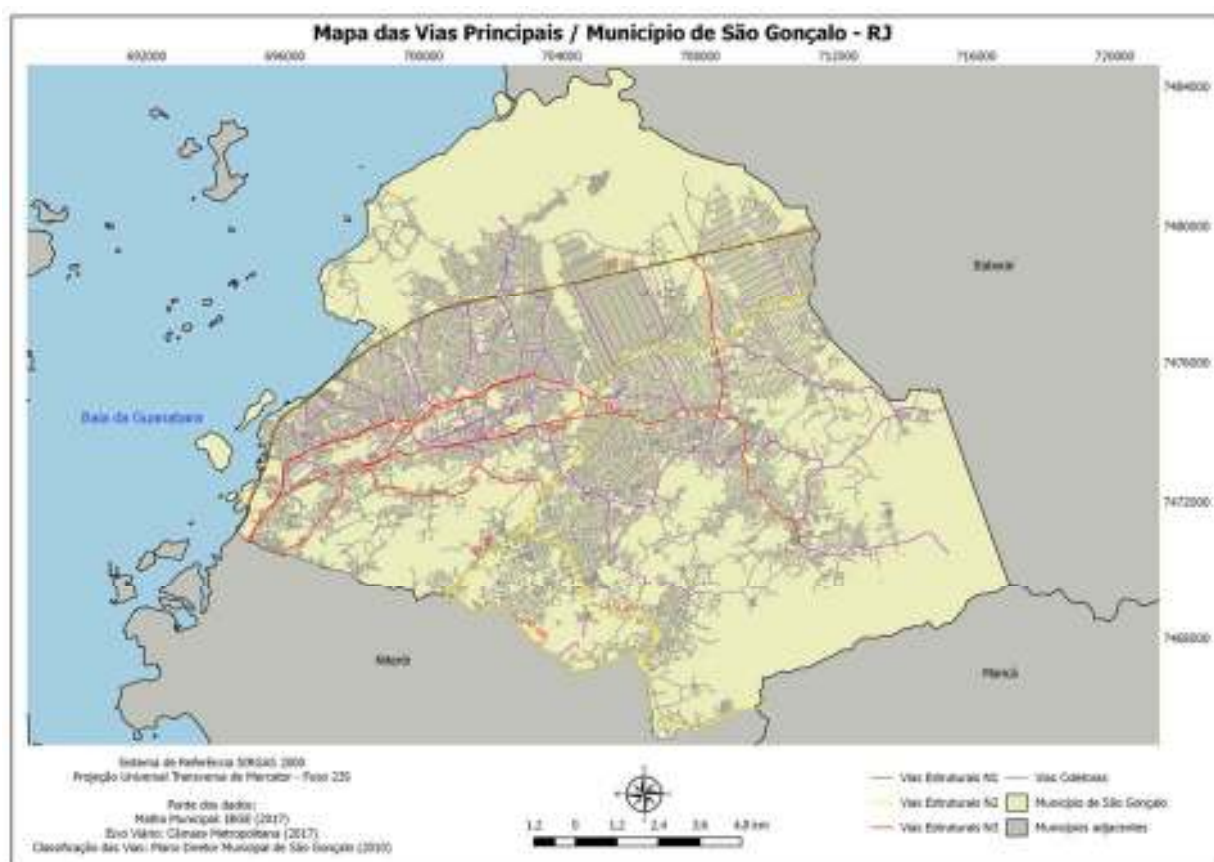 Mapa das Vias Principais / Município de São Gonçalo - RJ
692000 696000 700000 704000 708000 712000 716000 720000
7484000
7480000
Itaboraí
7476000
Baía da Guanabara
7472000
7468000
Niterói
Maricá
Sistema de Referência SIRGAS 2000
Projeção Universal Transversa de Mercator - Fuso 23S
Fonte dos dados:
Malha Municipal: IBGE (2017)
Eixo Viário: Câmara Metropolitana (2017)
Classificação das Vias: Plano Diretor Municipal de São Gonçalo (2010)
1.2 0 1.2 2.4 3.6 4.8 km
Vias Estruturais N1 Vias Coletoras
Vias Estruturais N2 Município de São Gonçalo
Vias Estruturais N3 Municípios adjacentes